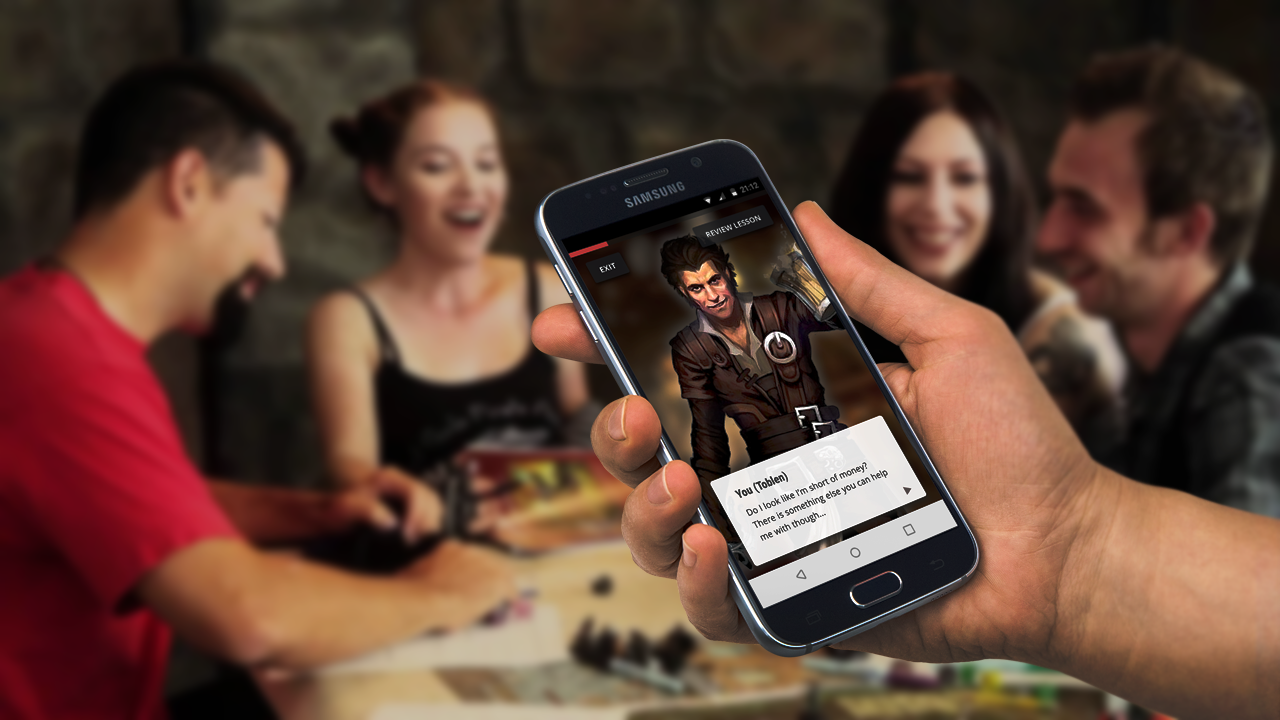 SAMSUNG
21:12
REVIEW LESSON
EXIT
You (Toblen)
Do I look like I'm short of money?
There is something else you can help
me with though...